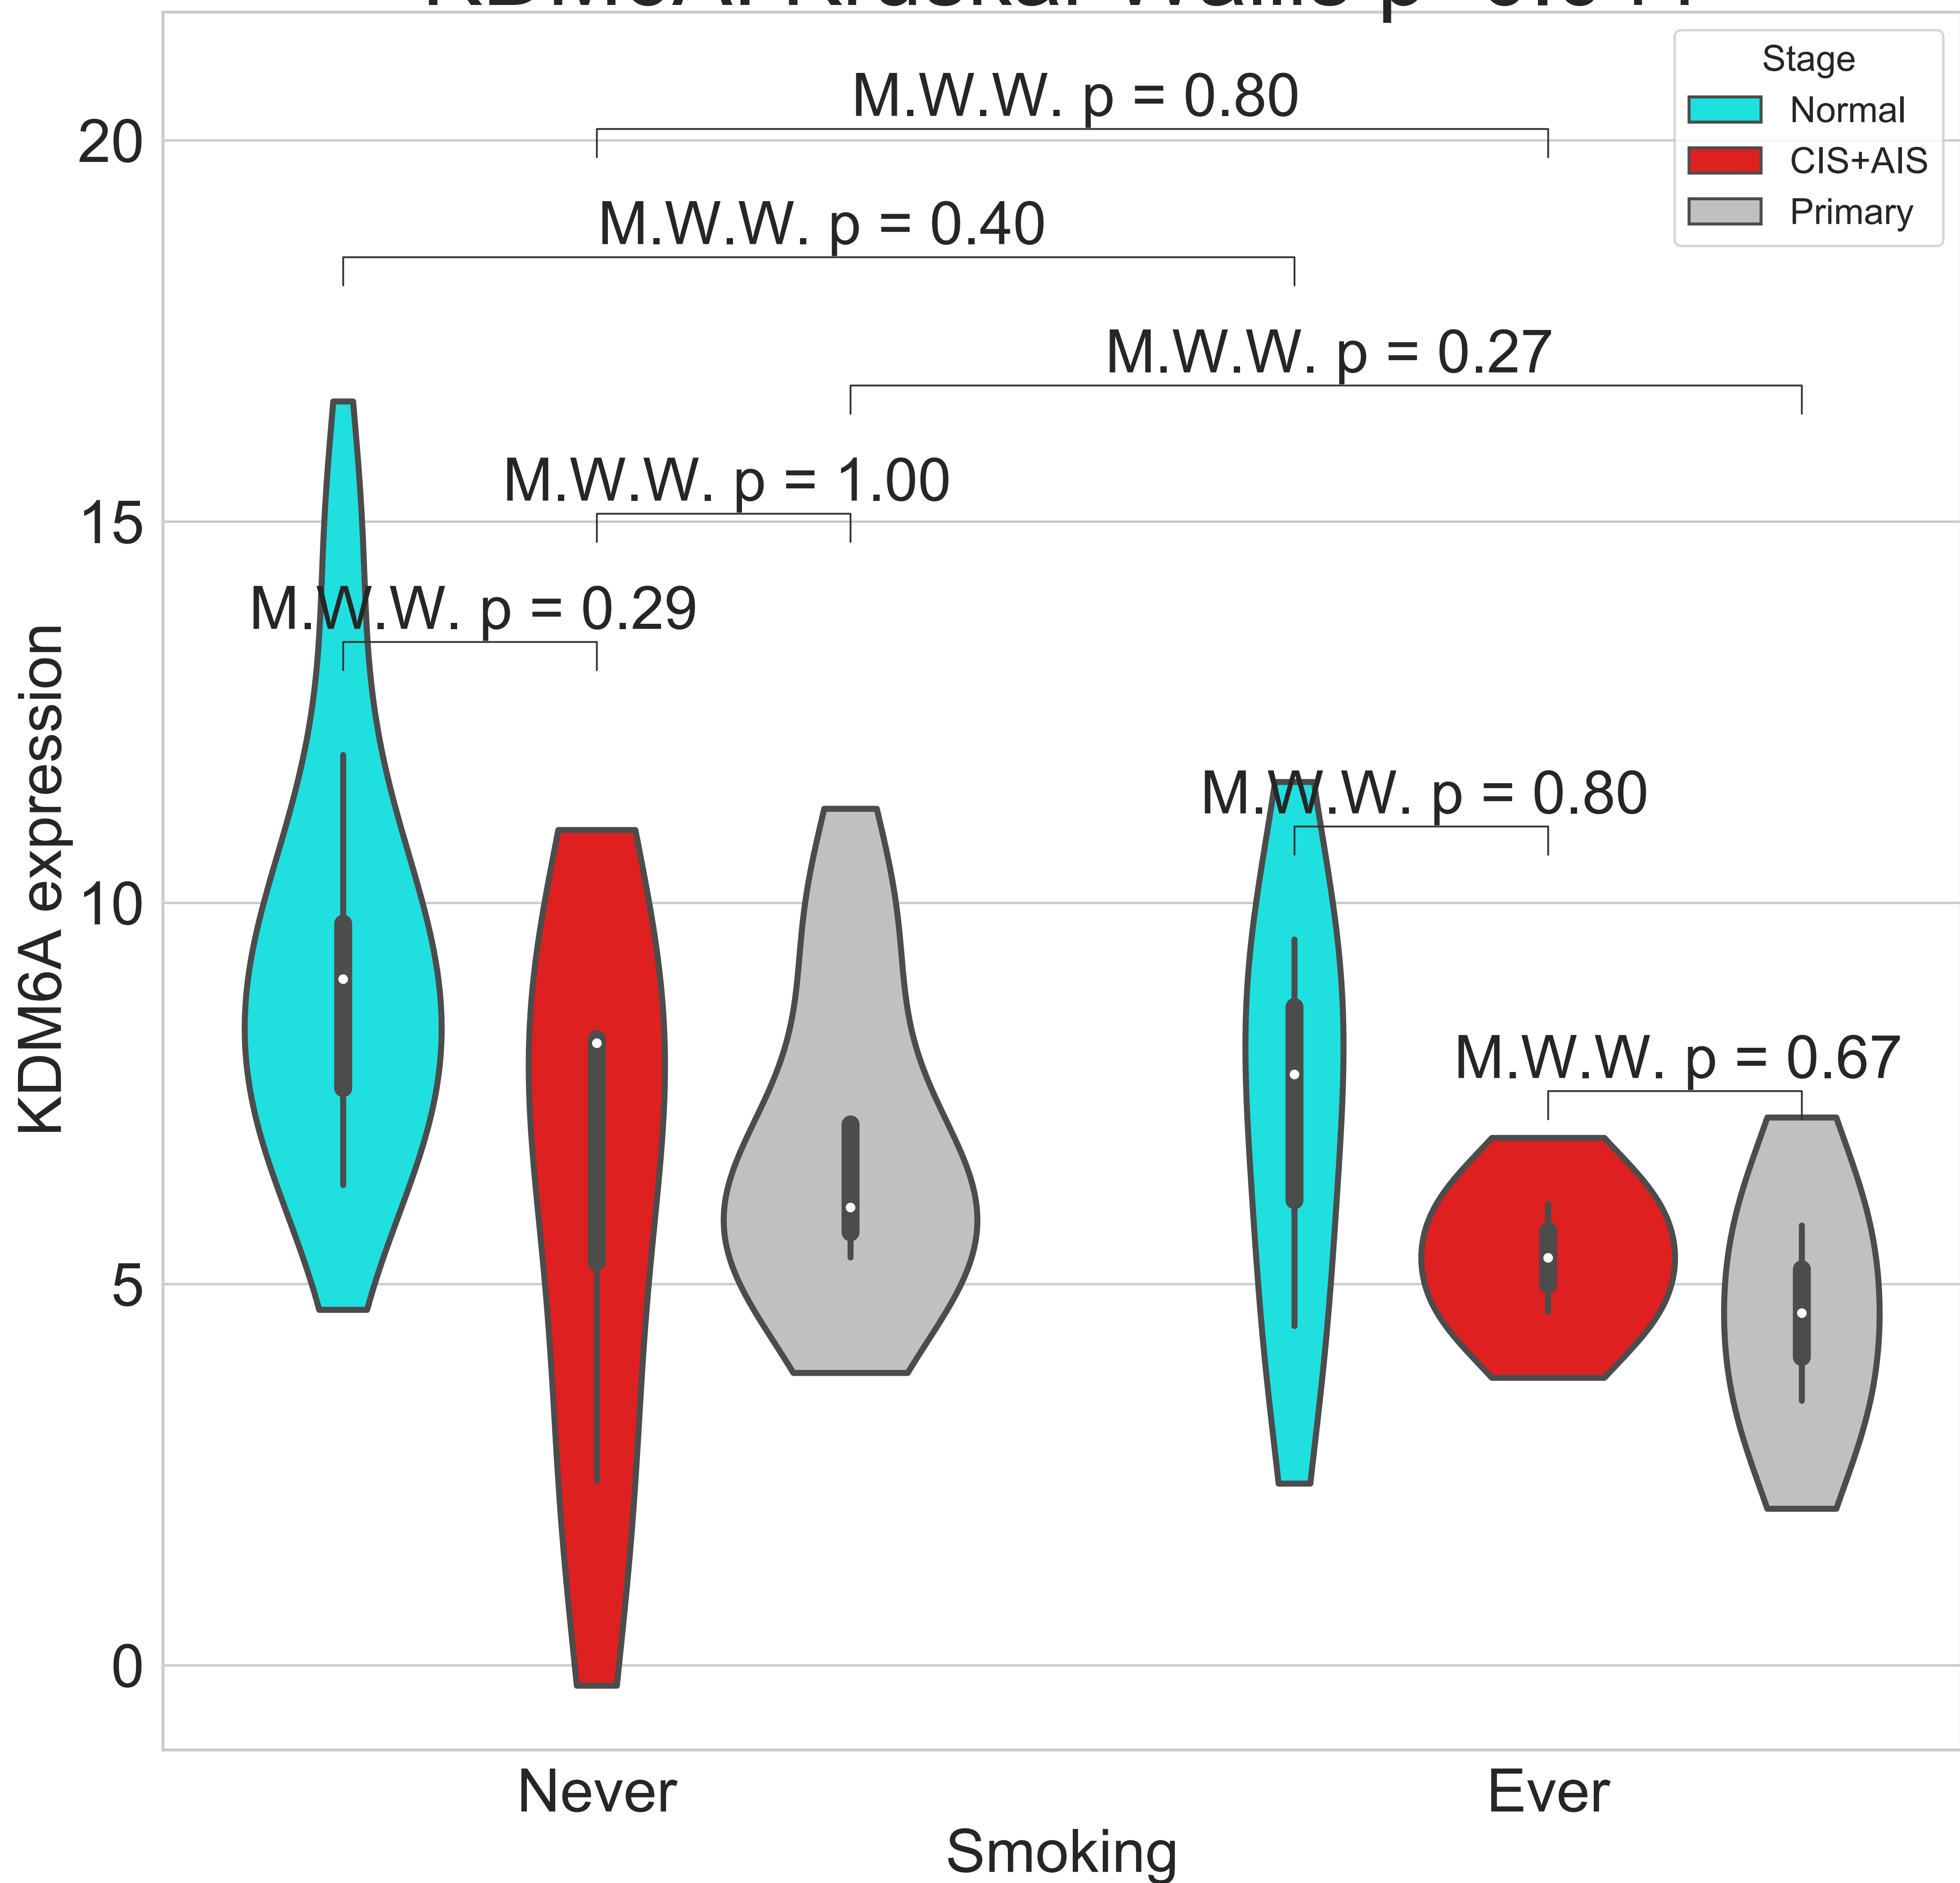 Stage
Normal
CIS+AIS
Primary
M.W.W. p = 0.80
M.W.W. p = 0.40
M.W.W. p = 0.27
M.W.W. p = 1.00
M.W.W. p = 0.29
M.W.W. p = 0.80
M.W.W. p = 0.67
20
15
10
5
0
KDM6A expression
Never
Ever
Smoking